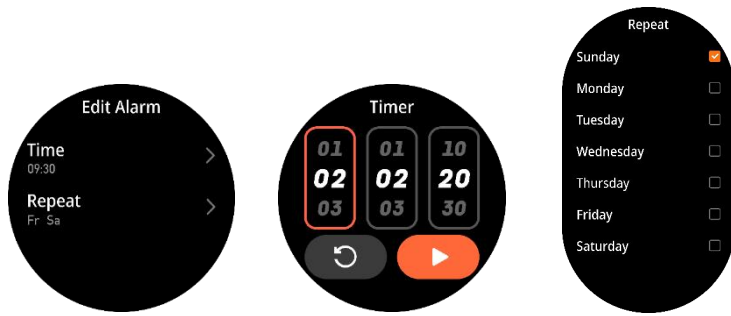 Edit Alarm
Time
09:30
Repeat
Fr Sa
Timer
01 01 10
02 02 20
03 03 30
Repeat
Sunday
Monday
Tuesday
Wednesday
Thursday
Friday
Saturday